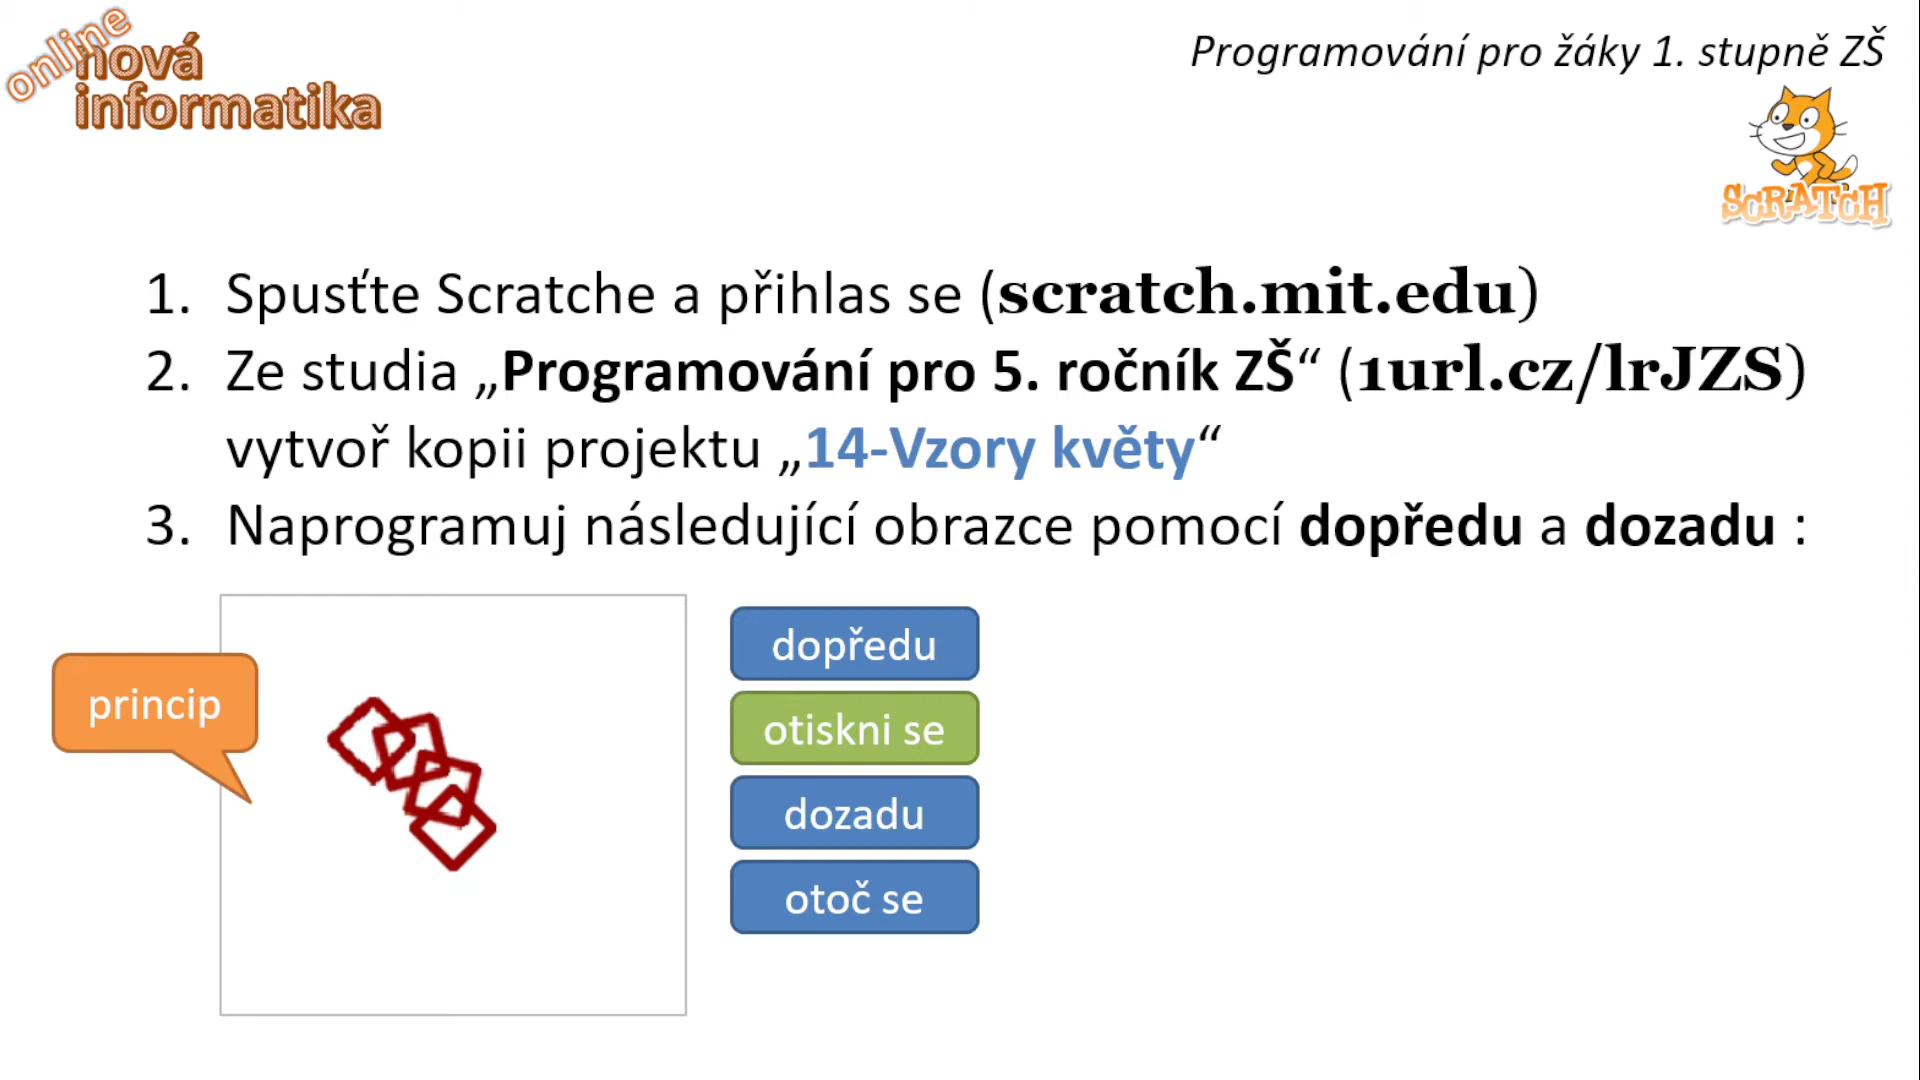 online
nová
informatika
Programování pro žáky 1. stupně ZŠ
SCRATCH
1. Spusťte Scratche a přihlas se (scratch.mit.edu)
2. Ze studia „Programování pro 5. ročník ZŠ“ (1url.cz/lrJZS)
vytvoř kopii projektu „14-Vzory květy“
3. Naprogramuj následující obrazce pomocí dopředu a dozadu :
princip
dopředu
otiskni se
dozadu
otoč se